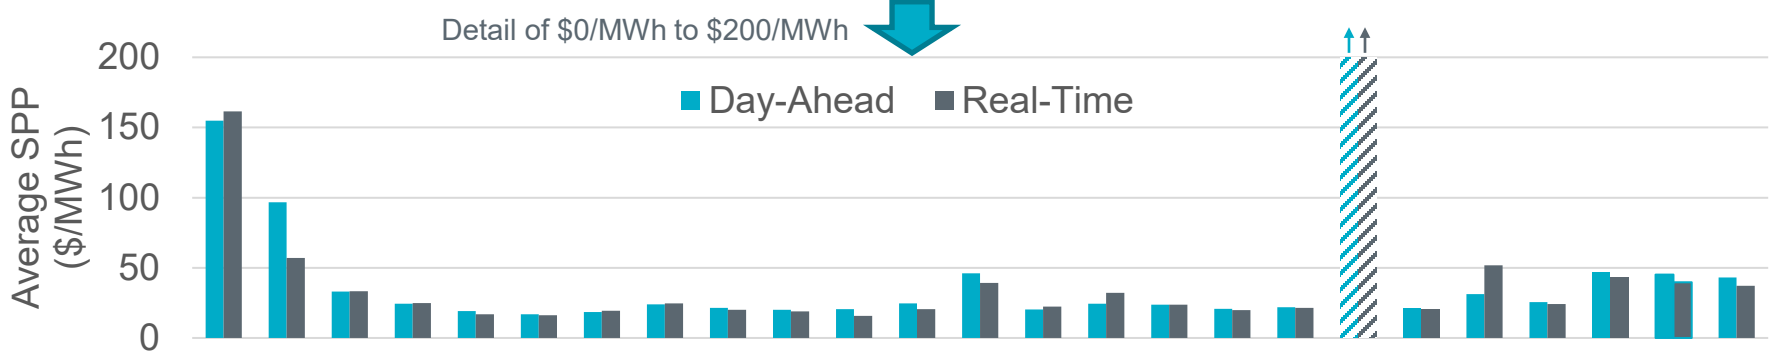 Detail of $0/MWh to $200/MWh
Day-Ahead
Real-Time
Average SPP
($/MWh)
200
150
100
50
0